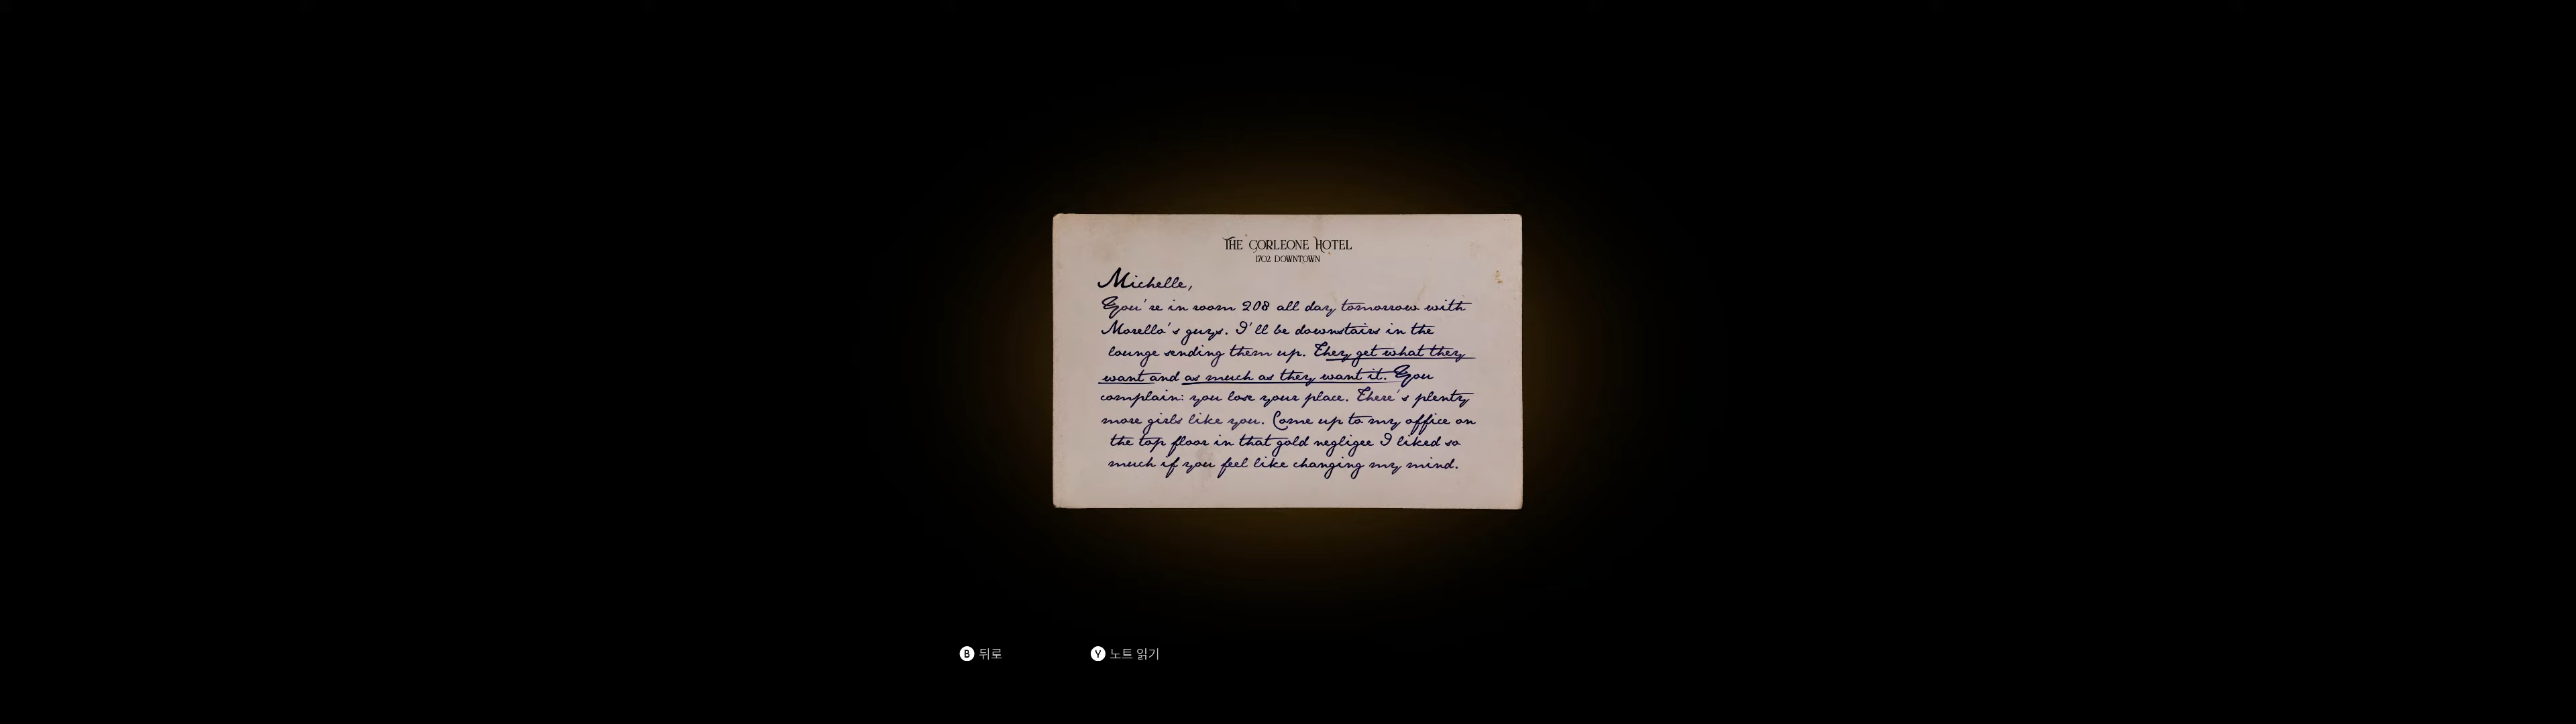 THE CORLEONE HOTEL
1702 DOWNTOWN
Michelle,
You're in room 208 all day tomorrow with
Morello's guys. I'll be downstairs in the
lounge sending them up. They get what they
want and as much as they want it. You
complain: you lose your place. There's plenty
more girls like you. Come up to my office on
the top floor in that gold negligee I liked so
much if you feel like changing my mind.
B 뒤로
Y 노트 읽기